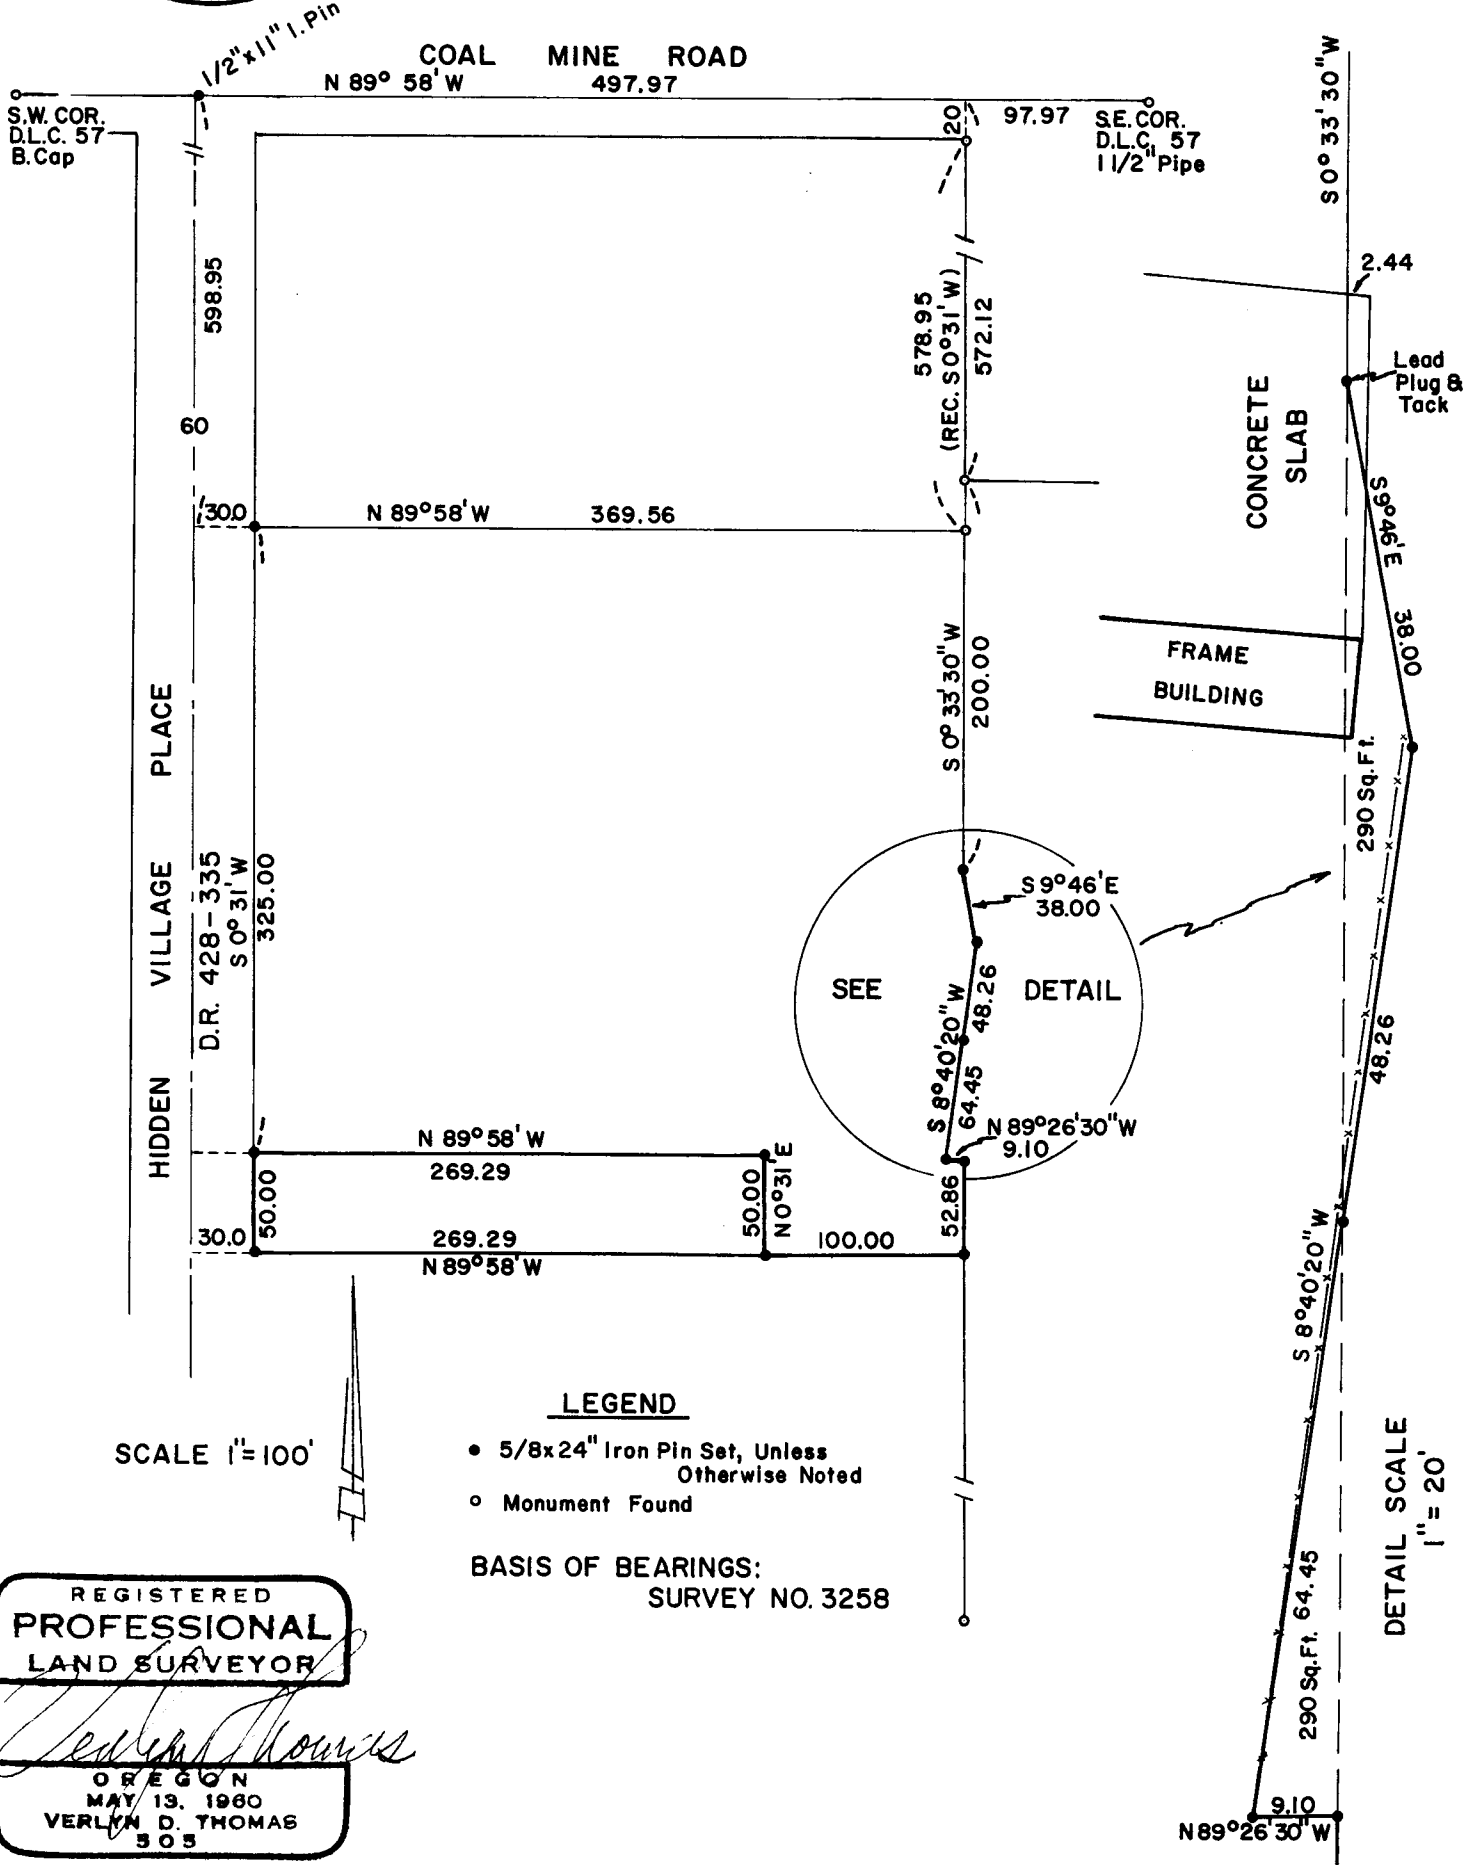 1/2"x11" I. Pin
COAL MINE ROAD
N 89° 58' W 497.97
S.W. COR.
D.L.C. 57
B. Cap
20
97.97
S.E. COR.
D.L.C. 57
1 1/2" Pipe
S 0° 33' 30" W
598.95
60
578.95
(REC. S 0° 31' W)
572.12
2.44
Lead
Plug &
Tack
CONCRETE
SLAB
30.0
N 89° 58' W 369.56
S 9° 46' E 38.00
FRAME
BUILDING
S 0° 33' 30" W
200.00
290 Sq. Ft.
HIDDEN VILLAGE PLACE
D.R. 428-335
S 0° 31' W
325.00
S 9° 46' E
38.00
SEE DETAIL
48.26
S 8° 40' 20" W
64.45
N 89° 26' 30" W
9.10
48.26
N 89° 58' W
269.29
50.00
50.00
N 0° 31' E
52.86
30.0
269.29
N 89° 58' W
100.00
S 8° 40' 20" W
LEGEND
5/8x24" Iron Pin Set, Unless
Otherwise Noted
Monument Found
SCALE 1"=100'
BASIS OF BEARINGS:
SURVEY NO. 3258
DETAIL SCALE
1" = 20'
64.45
290 Sq. Ft.
9.10
N 89° 26' 30" W
REGISTERED
PROFESSIONAL
LAND SURVEYOR
OREGON
MAY 13, 1960
VERLYN D. THOMAS
505